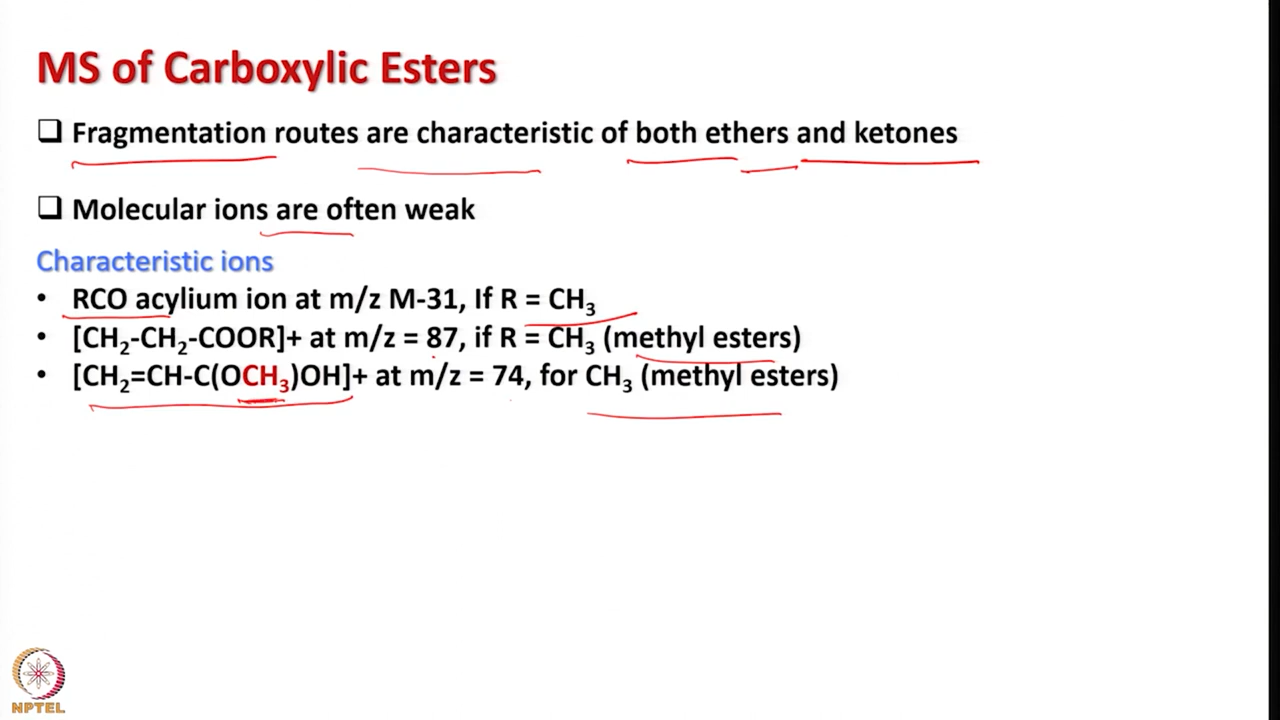 MS of Carboxylic Esters
❑ Fragmentation routes are characteristic of both ethers and ketones
❑ Molecular ions are often weak
Characteristic ions
• RCO acylium ion at m/z M-31, If R = CH₃
• [CH₂-CH₂-COOR]+ at m/z = 87, if R = CH₃ (methyl esters)
• [CH₂=CH-C(OCH₃)OH]+ at m/z = 74, for CH₃ (methyl esters)
NPTEL